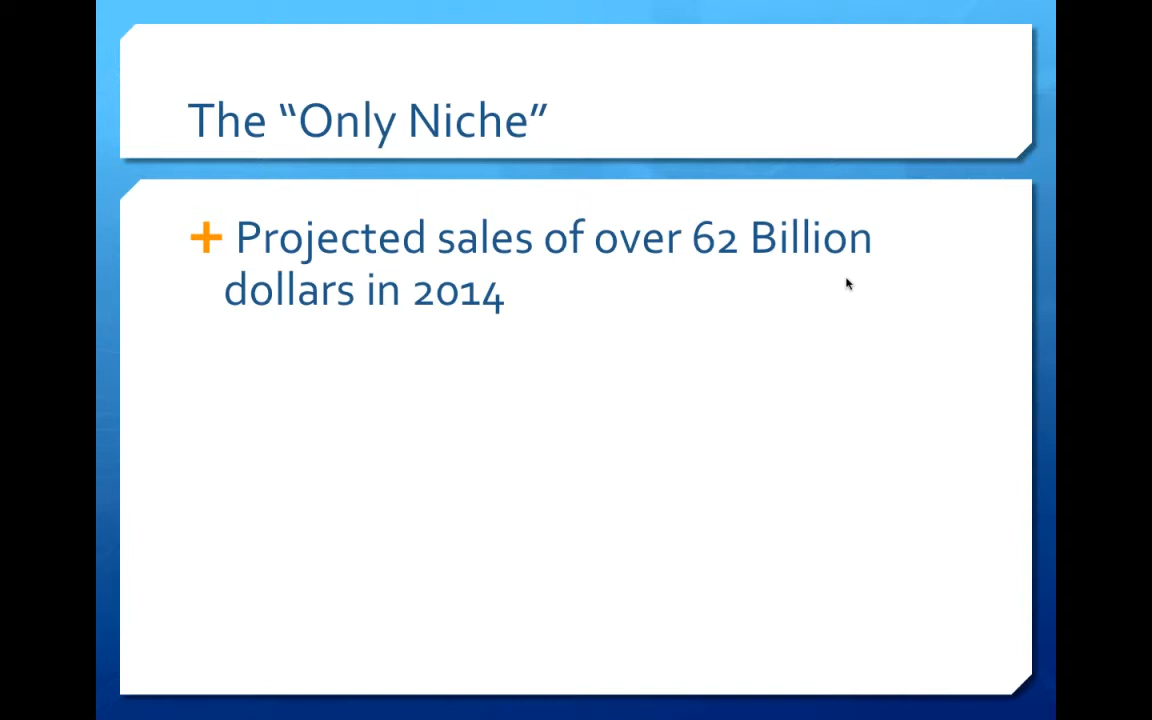 The “Only Niche”
Projected sales of over 62 Billion
dollars in 2014